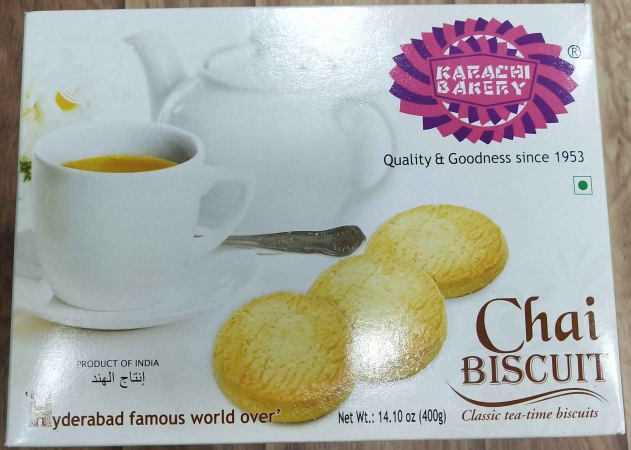 KARACHI
BAKERY
®
Quality & Goodness since 1953
Chai
BISCUIT
Classic tea-time biscuits
PRODUCT OF INDIA
إنتاج الهند
'Hyderabad famous world over'
Net Wt.: 14.10 oz (400g)